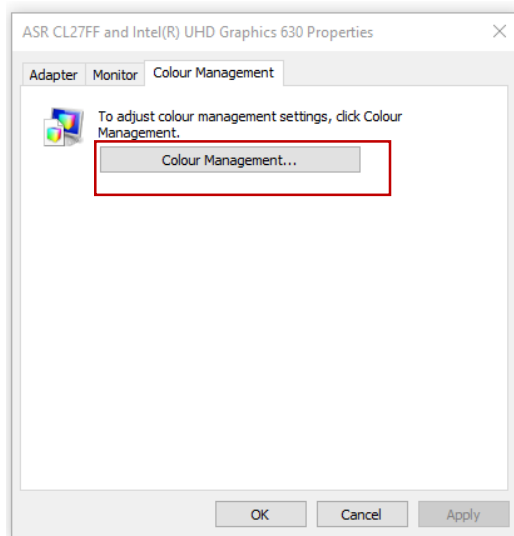 ASR CL27FF and Intel(R) UHD Graphics 630 Properties
Adapter Monitor Colour Management
To adjust colour management settings, click Colour
Management.
Colour Management...
OK Cancel Apply